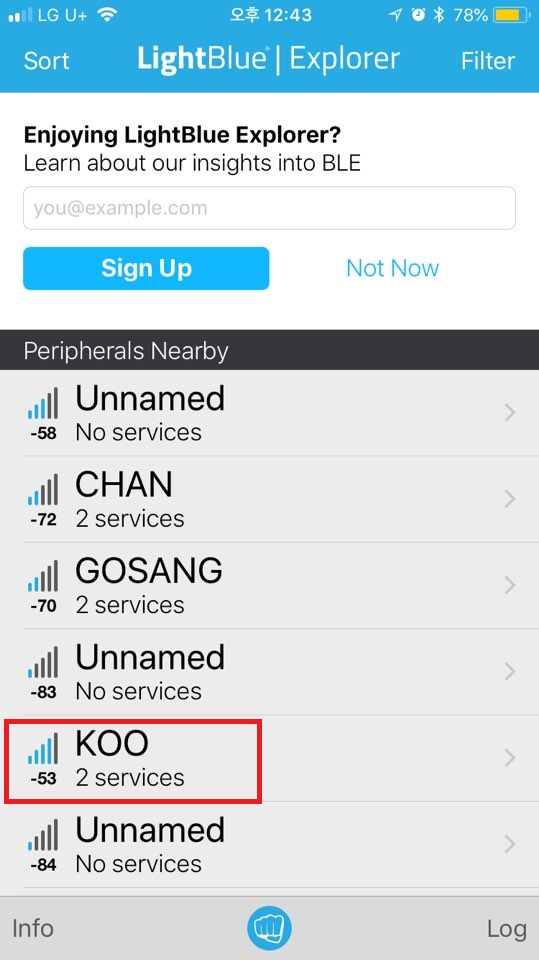 LG U+ 오후 12:43 78%
Sort LightBlue® | Explorer Filter
Enjoying LightBlue Explorer?
Learn about our insights into BLE
you@example.com
Sign Up Not Now
Peripherals Nearby
Unnamed
-58 No services
CHAN
-72 2 services
GOSANG
-70 2 services
Unnamed
-83 No services
KOO
-53 2 services
Unnamed
-84 No services
Info Log